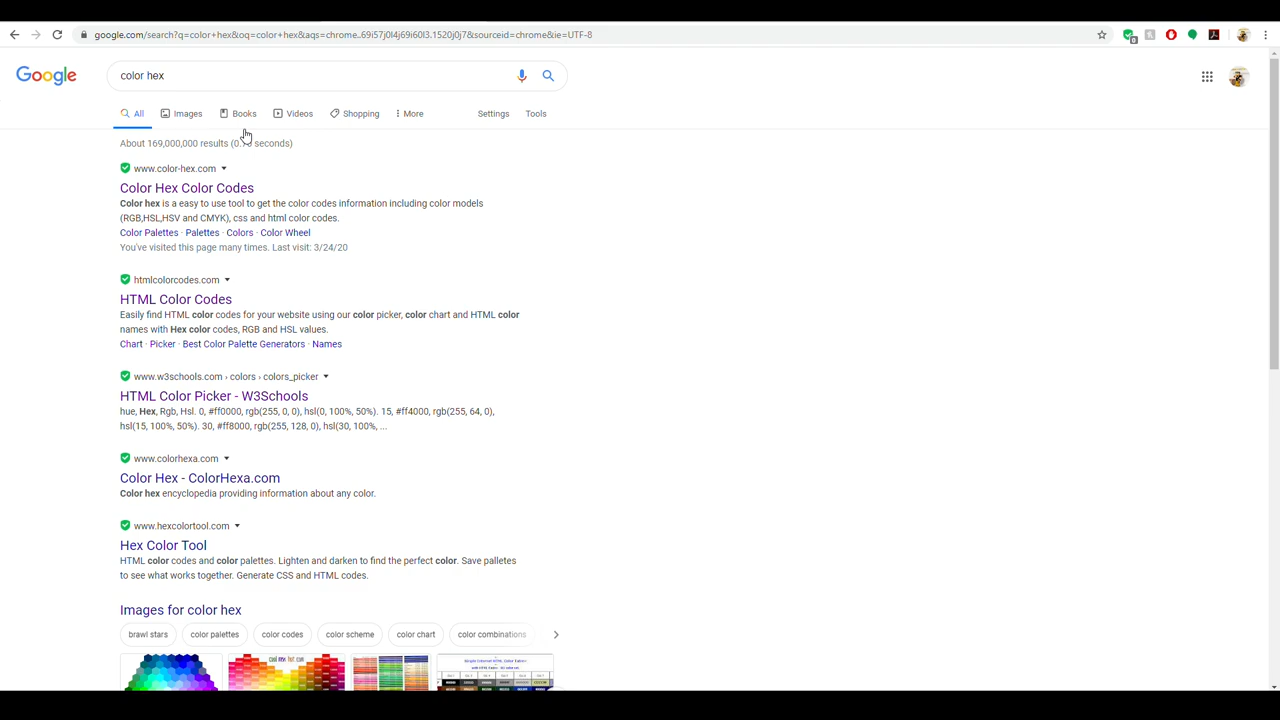 google.com/search?q=color+hex&oq=color+hex&aqs=chrome..69i57j0l4j69i60l3.1520j0j7&sourceid=chrome&ie=UTF-8
Google
color hex
All Images Books Videos Shopping More Settings Tools
About 169,000,000 results seconds)
www.color-hex.com
Color Hex Color Codes
Color hex is a easy to use tool to get the color codes information including color models
(RGB,HSL,HSV and CMYK), css and html color codes.
Color Palettes · Palettes · Colors · Color Wheel
You've visited this page many times. Last visit: 3/24/20
htmlcolorcodes.com
HTML Color Codes
Easily find HTML color codes for your website using our color picker, color chart and HTML color
names with Hex color codes, RGB and HSL values.
Chart · Picker · Best Color Palette Generators · Names
www.w3schools.com › colors › colors_picker
HTML Color Picker - W3Schools
hue, Hex, Rgb, Hsl. 0, #ff0000, rgb(255, 0, 0), hsl(0, 100%, 50%). 15, #ff4000, rgb(255, 64, 0),
hsl(15, 100%, 50%). 30, #ff8000, rgb(255, 128, 0), hsl(30, 100%, ...
www.colorhexa.com
Color Hex - ColorHexa.com
Color hex encyclopedia providing information about any color.
www.hexcolortool.com
Hex Color Tool
HTML color codes and color palettes. Lighten and darken to find the perfect color. Save palletes
to see what works together. Generate CSS and HTML codes.
Images for color hex
brawl stars color palettes color codes color scheme color chart color combinations